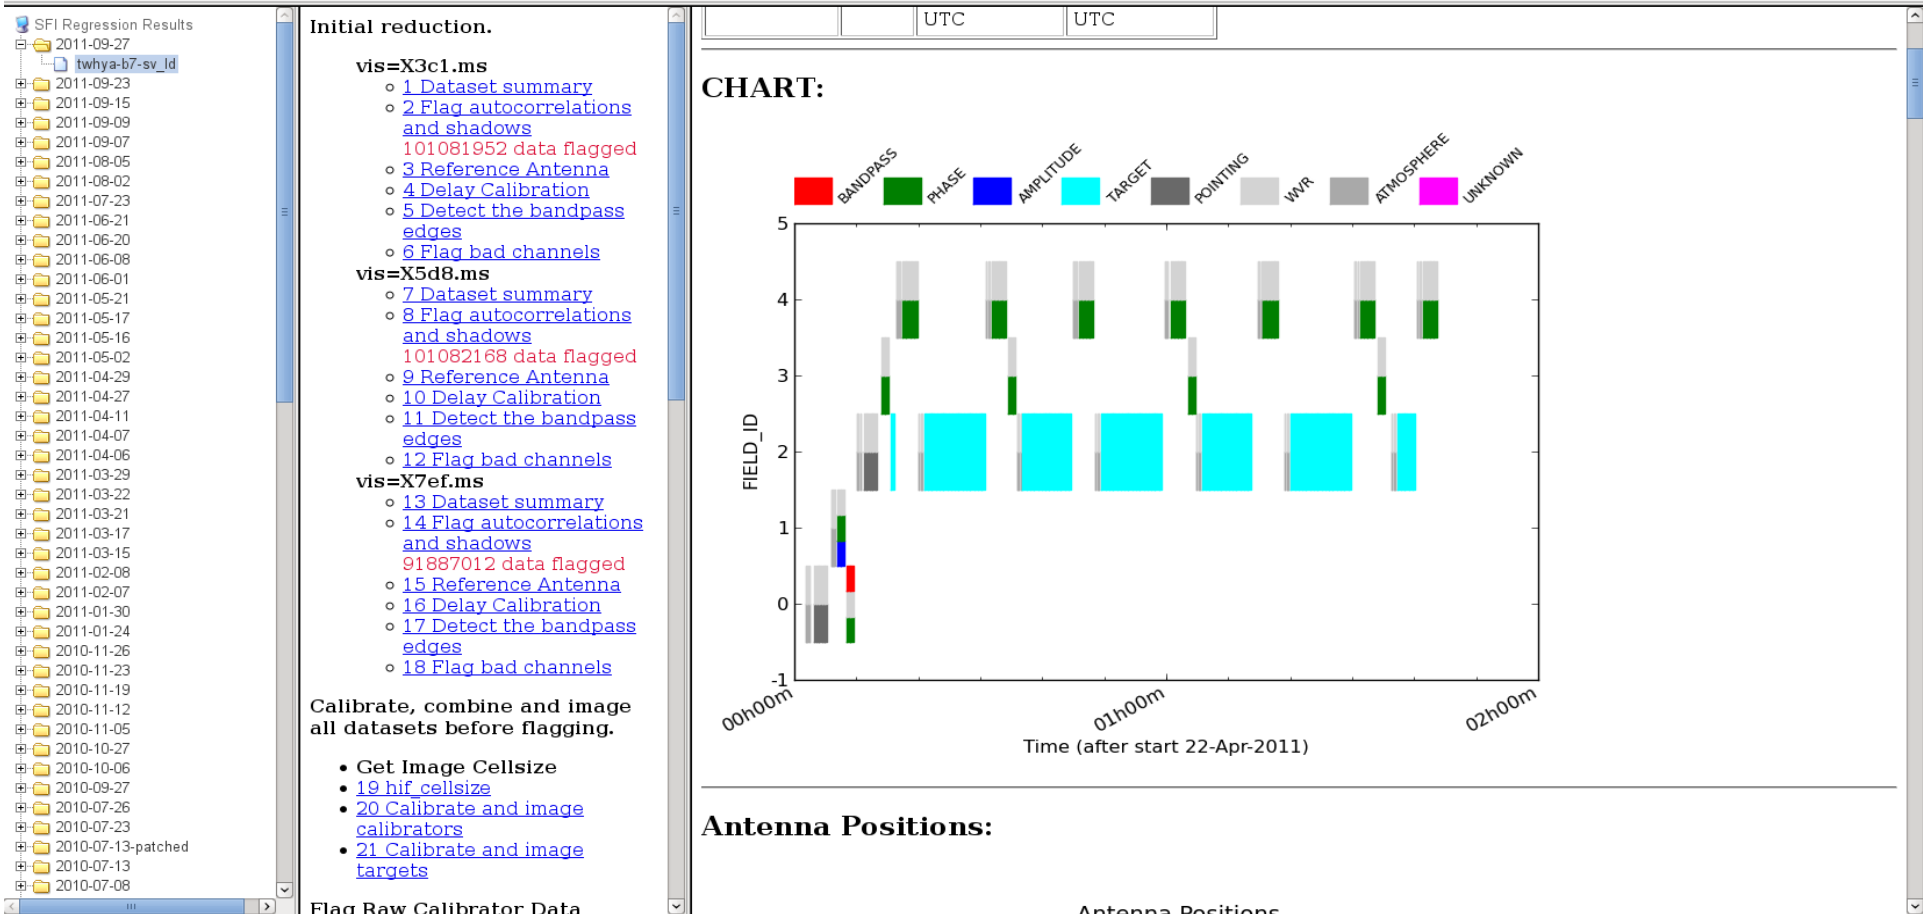 SFI Regression Results
2011-09-27
twhya-b7-sv_ld
2011-09-23
2011-09-15
2011-09-09
2011-09-07
2011-08-05
2011-08-02
2011-07-23
2011-06-21
2011-06-20
2011-06-08
2011-06-01
2011-05-21
2011-05-17
2011-05-16
2011-05-02
2011-04-29
2011-04-27
2011-04-11
2011-04-07
2011-04-06
2011-03-29
2011-03-22
2011-03-21
2011-03-17
2011-03-15
2011-02-08
2011-02-07
2011-01-30
2011-01-24
2010-11-26
2010-11-23
2010-11-19
2010-11-12
2010-11-05
2010-10-27
2010-10-06
2010-09-27
2010-07-26
2010-07-23
2010-07-13-patched
2010-07-13
2010-07-08
Initial reduction.
vis=X3c1.ms
1 Dataset summary
2 Flag autocorrelations
and shadows
101081952 data flagged
3 Reference Antenna
4 Delay Calibration
5 Detect the bandpass
edges
6 Flag bad channels
vis=X5d8.ms
7 Dataset summary
8 Flag autocorrelations
and shadows
101082168 data flagged
9 Reference Antenna
10 Delay Calibration
11 Detect the bandpass
edges
12 Flag bad channels
vis=X7ef.ms
13 Dataset summary
14 Flag autocorrelations
and shadows
91887012 data flagged
15 Reference Antenna
16 Delay Calibration
17 Detect the bandpass
edges
18 Flag bad channels
Calibrate, combine and image
all datasets before flagging.
Get Image Cellsize
19 hif_cellsize
20 Calibrate and image
calibrators
21 Calibrate and image
targets
Flag Raw Calibrator Data
UTC UTC
CHART:
BANDPASS PHASE AMPLITUDE TARGET POINTING WVR ATMOSPHERE UNKNOWN
5
4
3
2
1
0
-1
FIELD_ID
00h00m 01h00m 02h00m
Time (after start 22-Apr-2011)
Antenna Positions:
Antenna Positions